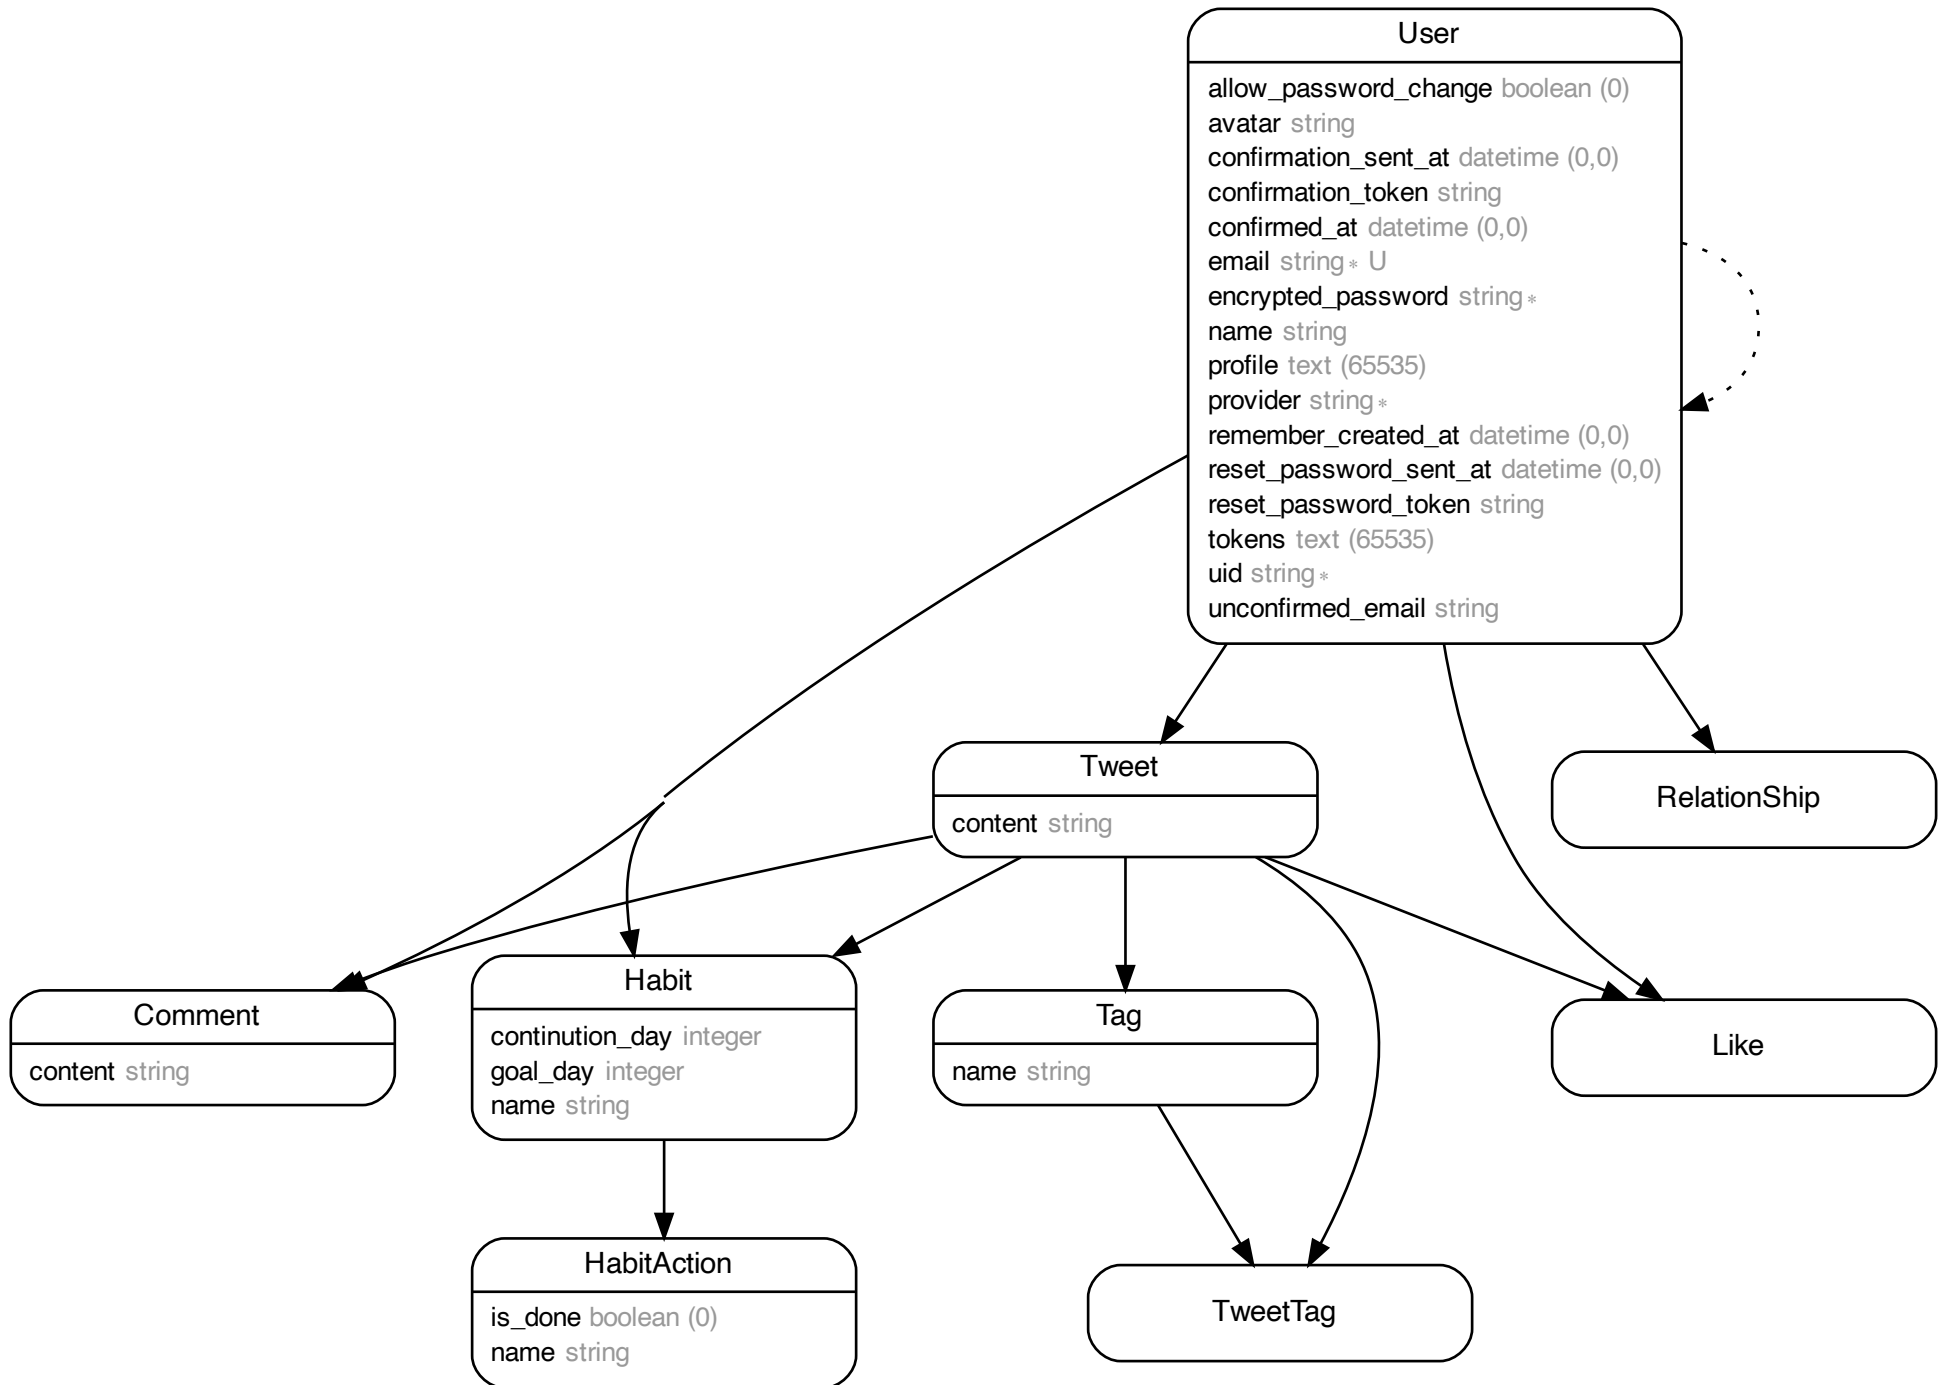 User
allow_password_change boolean (0)
avatar string
confirmation_sent_at datetime (0,0)
confirmation_token string
confirmed_at datetime (0,0)
email string∗ U
encrypted_password string∗
name string
profile text (65535)
provider string∗
remember_created_at datetime (0,0)
reset_password_sent_at datetime (0,0)
reset_password_token string
tokens text (65535)
uid string∗
unconfirmed_email string
Tweet
content string
RelationShip
Comment
content string
Habit
continution_day integer
goal_day integer
name string
Tag
name string
Like
HabitAction
is_done boolean (0)
name string
TweetTag